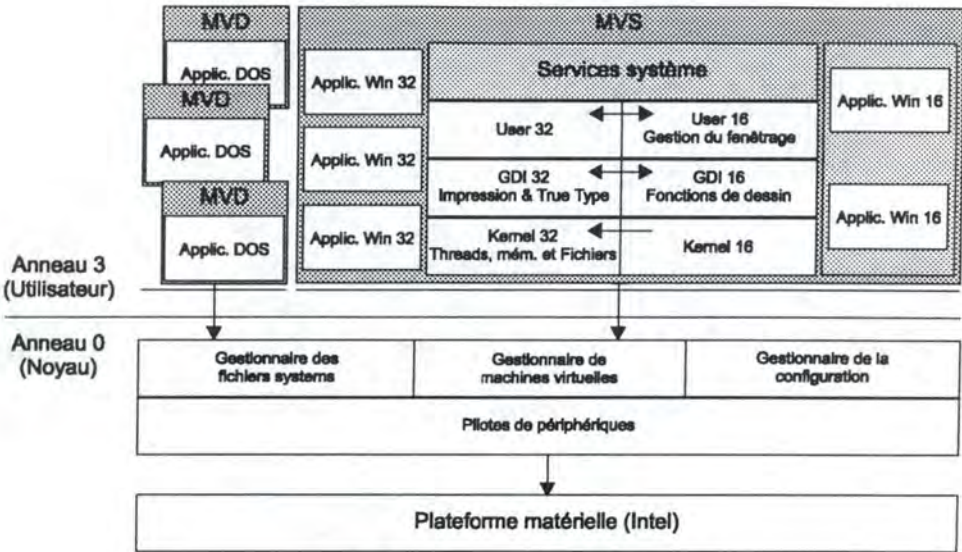 MVD
Applic. DOS
MVD
Applic. DOS
MVD
Applic. DOS
MVS
Applic. Win 32
Applic. Win 32
Applic. Win 32
Services système
User 32
User 16
Gestion du fenêtrage
GDI 32
Impression & True Type
GDI 16
Fonctions de dessin
Kernel 32
Threads, mém. et Fichiers
Kernel 16
Applic. Win 16
Applic. Win 16
Anneau 3
(Utilisateur)
Anneau 0
(Noyau)
Gestionnaire des
fichiers systems
Gestionnaire de
machines virtuelles
Gestionnaire de la
configuration
Pilotes de périphériques
Plateforme matérielle (Intel)